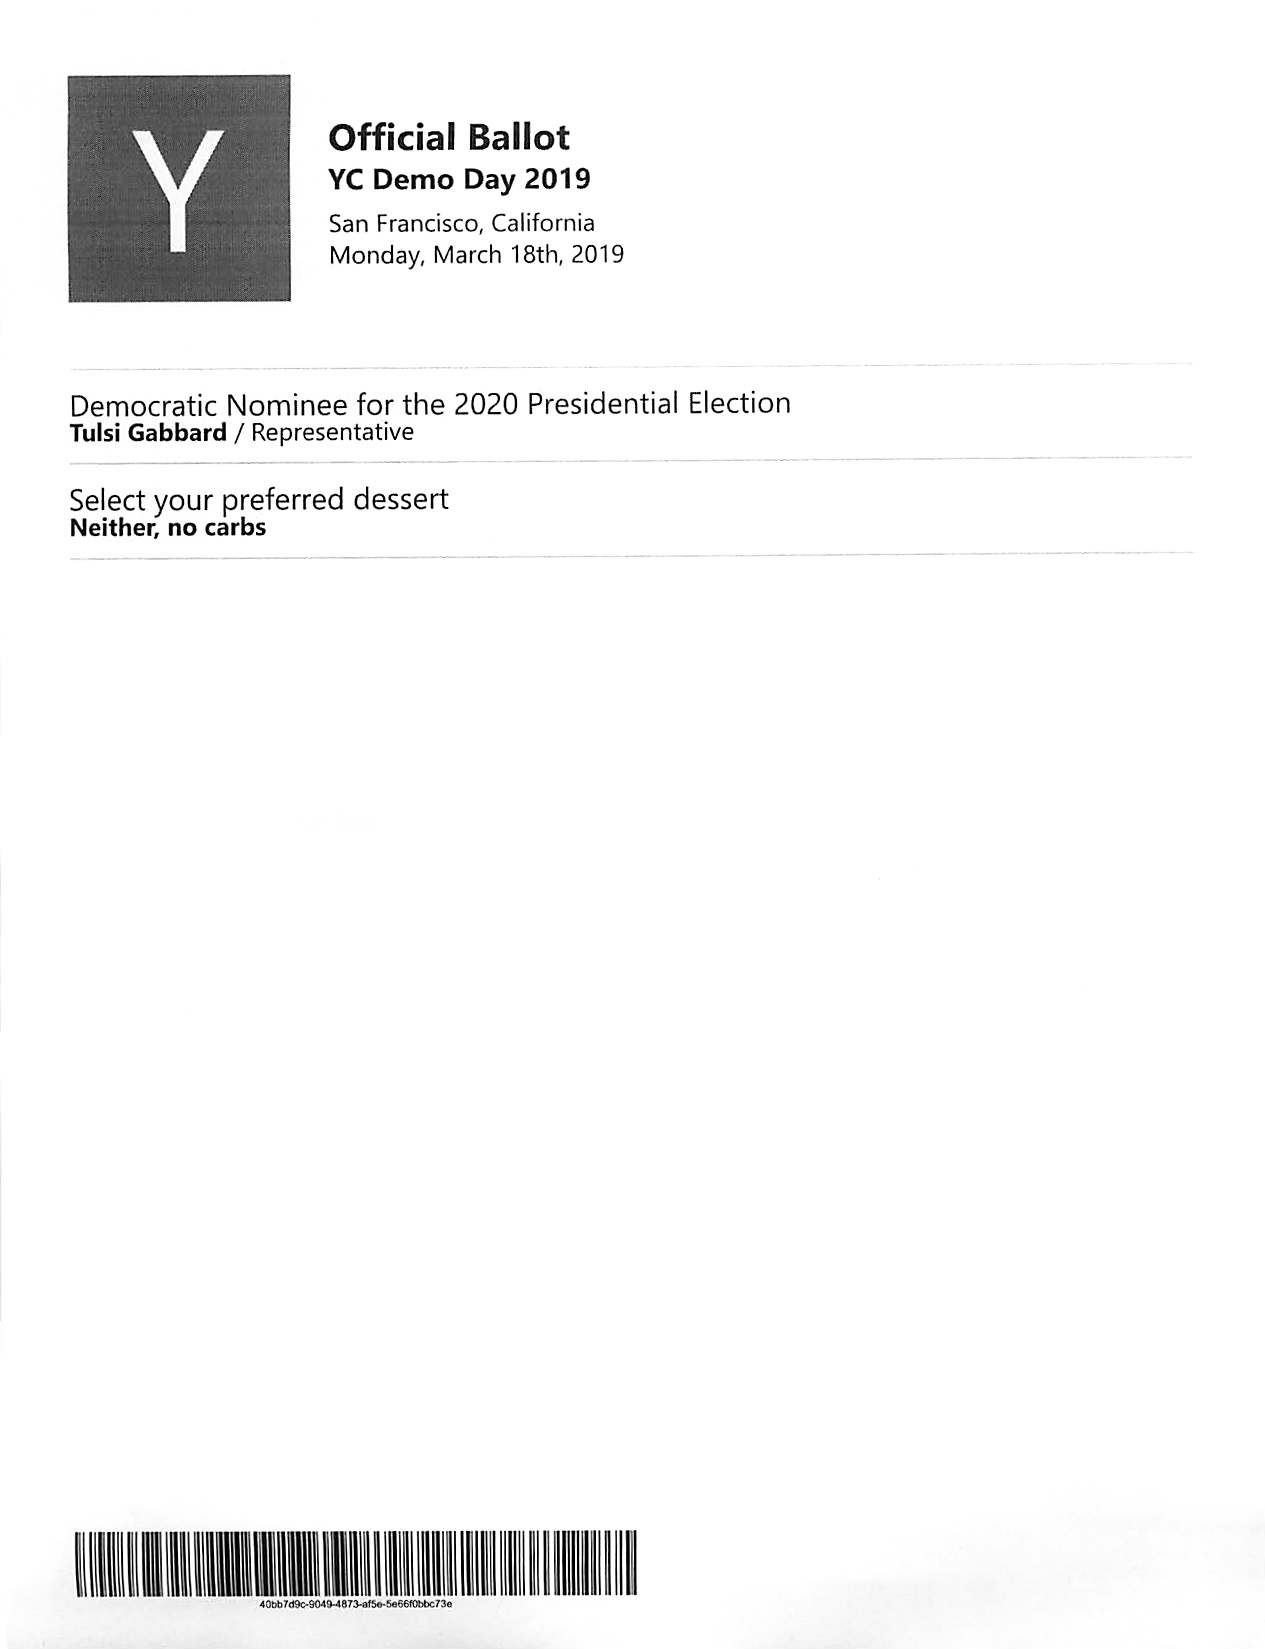 Y
Official Ballot
YC Demo Day 2019
San Francisco, California
Monday, March 18th, 2019
Democratic Nominee for the 2020 Presidential Election
Tulsi Gabbard / Representative
Select your preferred dessert
Neither, no carbs
40bb7d9c-9049-4873-af5e-5e66f0bbc73e